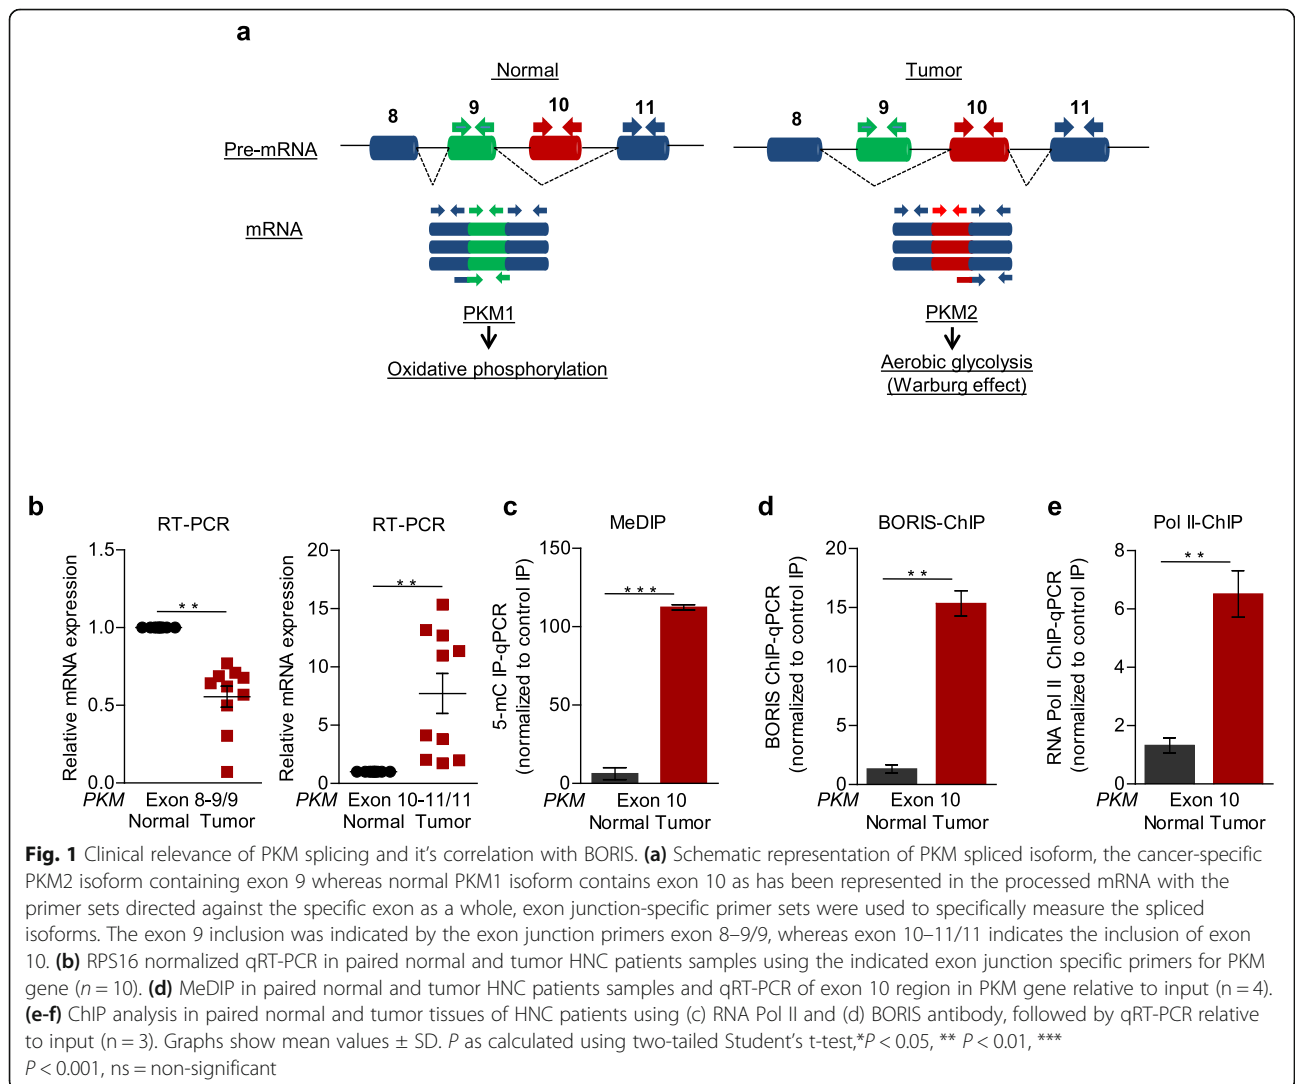 a
Normal
Tumor
8 9 10 11
8 9 10 11
Pre-mRNA
mRNA
PKM1
PKM2
Oxidative phosphorylation
Aerobic glycolysis
(Warburg effect)
b
RT-PCR
Relative mRNA expression
1.5
1.0
0.5
0.0
**
PKM Exon 8-9/9
Normal Tumor
RT-PCR
Relative mRNA expression
20
15
10
5
0
**
PKM Exon 10-11/11
Normal Tumor
c
MeDIP
5-mC IP-qPCR
(normalized to control IP)
150
100
50
0
***
PKM Exon 10
Normal Tumor
d
BORIS-ChIP
BORIS ChIP-qPCR
(normalized to control IP)
20
15
10
5
0
**
PKM Exon 10
Normal Tumor
e
Pol II-ChIP
RNA Pol II ChIP-qPCR
(normalized to control IP)
8
6
4
2
0
**
PKM Exon 10
Normal Tumor
Fig. 1 Clinical relevance of PKM splicing and it's correlation with BORIS. (a) Schematic representation of PKM spliced isoform, the cancer-specific
PKM2 isoform containing exon 9 whereas normal PKM1 isoform contains exon 10 as has been represented in the processed mRNA with the
primer sets directed against the specific exon as a whole, exon junction-specific primer sets were used to specifically measure the spliced
isoforms. The exon 9 inclusion was indicated by the exon junction primers exon 8–9/9, whereas exon 10–11/11 indicates the inclusion of exon
10. (b) RPS16 normalized qRT-PCR in paired normal and tumor HNC patients samples using the indicated exon junction specific primers for PKM
gene (n = 10). (d) MeDIP in paired normal and tumor HNC patients samples and qRT-PCR of exon 10 region in PKM gene relative to input (n = 4).
(e-f) ChIP analysis in paired normal and tumor tissues of HNC patients using (c) RNA Pol II and (d) BORIS antibody, followed by qRT-PCR relative
to input (n = 3). Graphs show mean values ± SD. P as calculated using two-tailed Student's t-test,*P < 0.05, ** P < 0.01, ***
P < 0.001, ns = non-significant